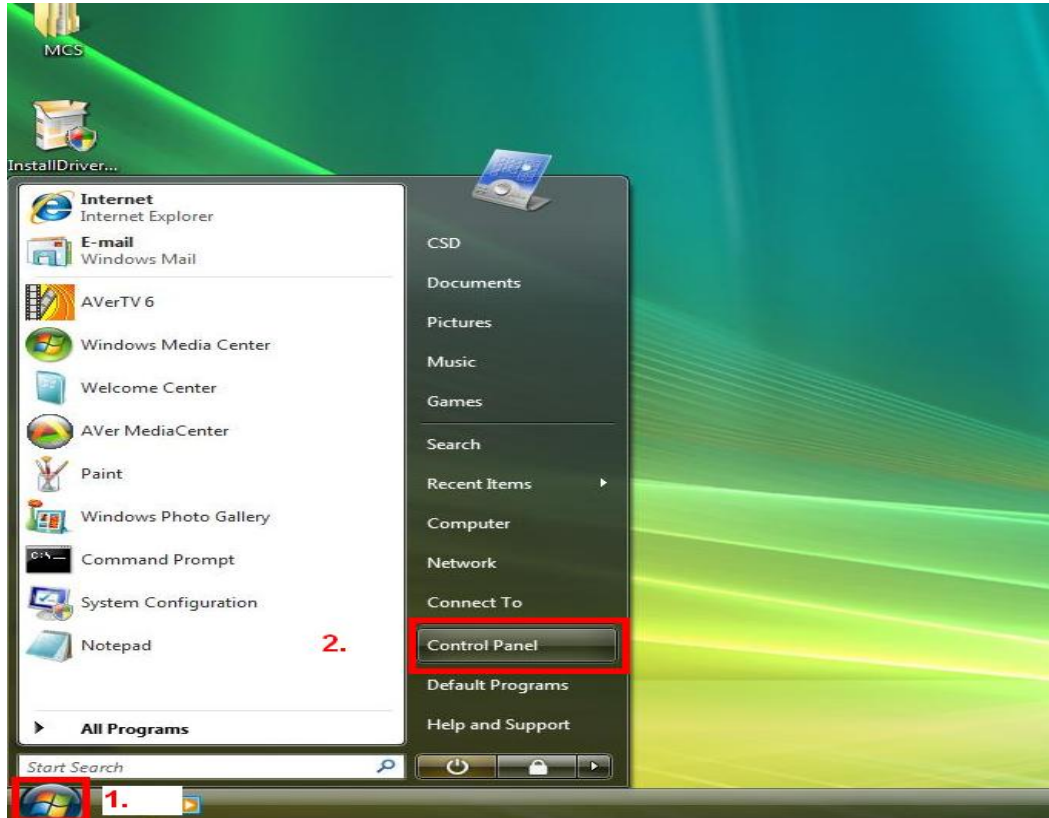 MCS
InstallDriver...
Internet
Internet Explorer
E-mail
Windows Mail
AVerTV 6
Windows Media Center
Welcome Center
AVer MediaCenter
Paint
Windows Photo Gallery
C:\
Command Prompt
System Configuration
Notepad
All Programs
Start Search
CSD
Documents
Pictures
Music
Games
Search
Recent Items
Computer
Network
Connect To
2.
Control Panel
Default Programs
Help and Support
1.